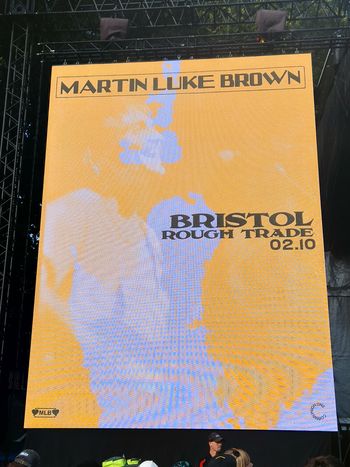 MARTIN LUKE BROWN
BRISTOL
ROUGH TRADE
02.10
MLB